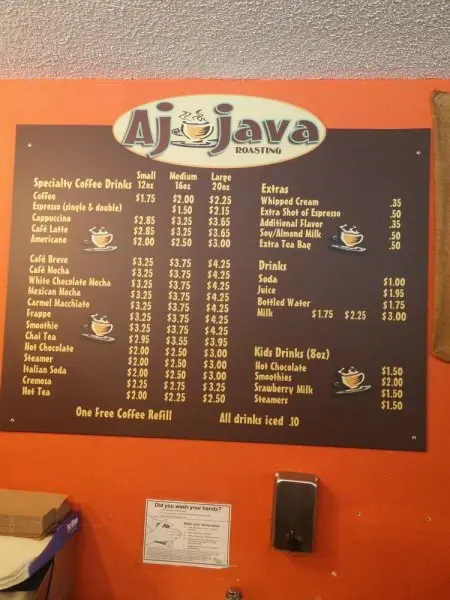 Aj java
ROASTING
Small Medium Large
Specialty Coffee Drinks 12oz 16oz 20oz
Coffee $1.75 $2.00 $2.25
Espresso (single & double) $1.50 $2.15
Cappuccino $2.85 $3.25 $3.65
Café Latte $2.85 $3.25 $3.65
Americano $2.00 $2.50 $3.00
Café Breve $3.25 $3.75 $4.25
Café Mocha $3.25 $3.75 $4.25
White Chocolate Mocha $3.25 $3.75 $4.25
Mexican Mocha $3.25 $3.75 $4.25
Carmel Macchiato $3.25 $3.75 $4.25
Frappe $3.25 $3.75 $4.25
Smoothie $3.25 $3.75 $4.25
Chai Tea $2.95 $3.55 $3.95
Hot Chocolate $2.00 $2.50 $3.00
Steamer $2.00 $2.50 $3.00
Italian Soda $2.00 $2.50 $3.00
Cremosa $2.25 $2.75 $3.25
Hot Tea $2.00 $2.25 $2.50
One Free Coffee Refill
Extras
Whipped Cream .35
Extra Shot of Espresso .50
Additional Flavor .35
Soy/Almond Milk .50
Extra Tea Bag .50
Drinks
Soda $1.00
Juice $1.95
Bottled Water $1.75
Milk $1.75 $2.25 $3.00
Kids Drinks (8oz)
Hot Chocolate $1.50
Smoothies $2.00
Srawberry Milk $1.50
Steamers $1.50
All drinks iced .10
Did you wash your hands?